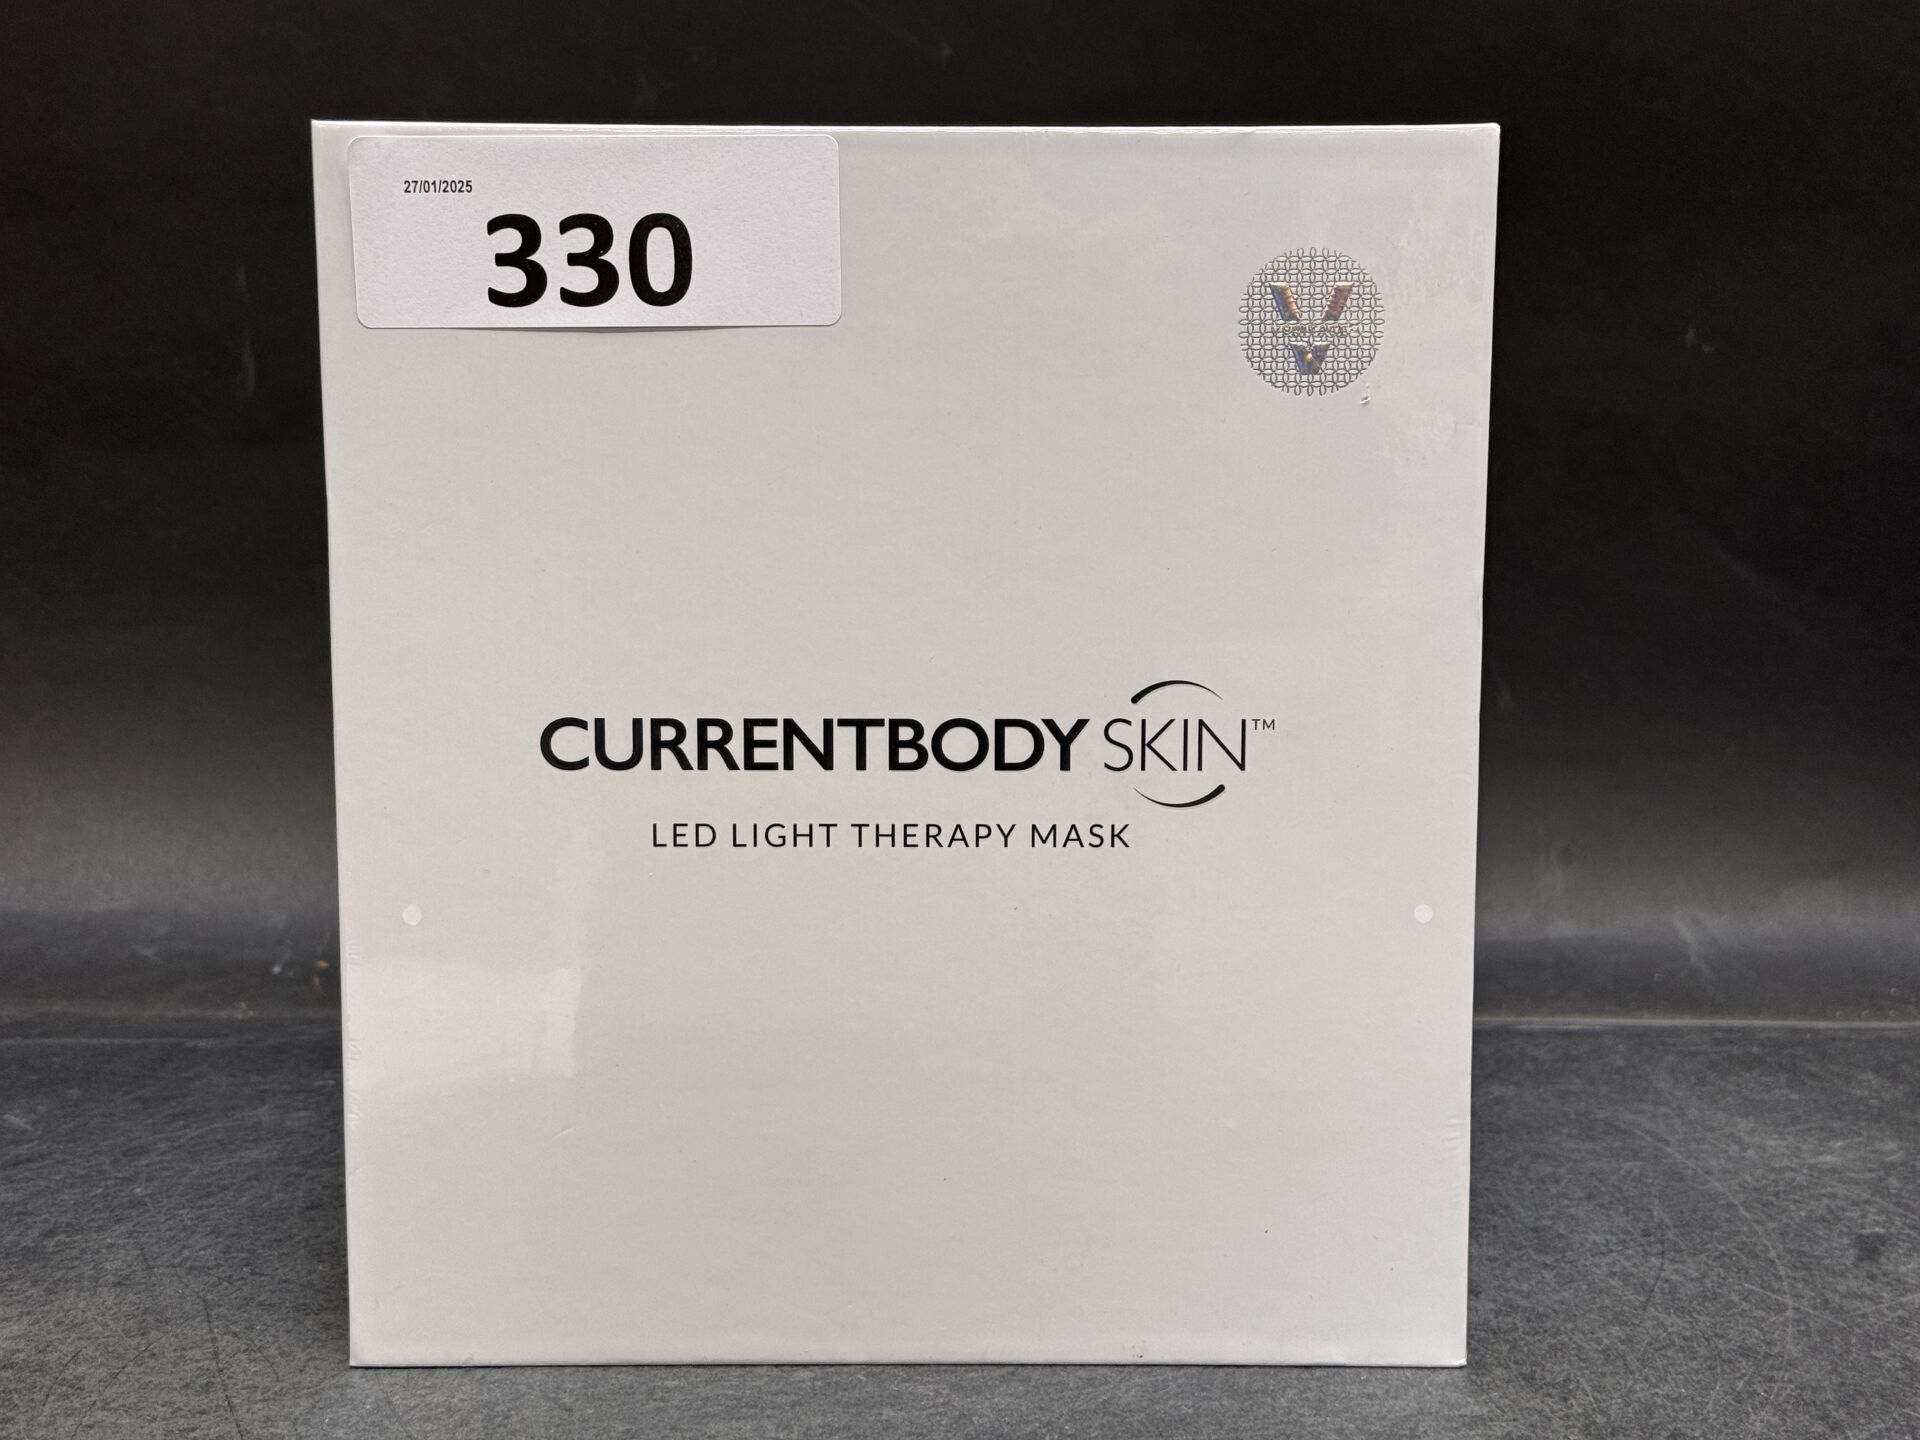 27/01/2025
330
CURRENTBODY SKIN™
LED LIGHT THERAPY MASK